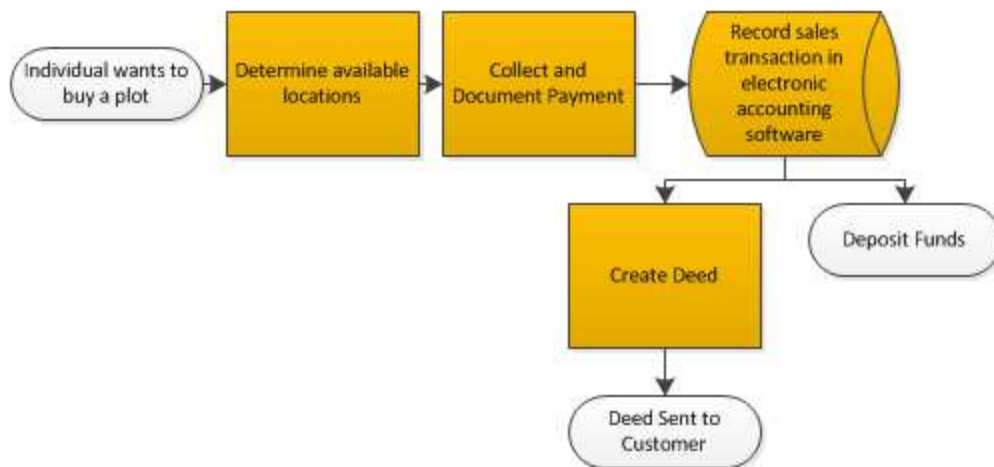 Individual wants to
buy a plot
Determine available
locations
Collect and
Document Payment
Record sales
transaction in
electronic
accounting
software
Create Deed
Deposit Funds
Deed Sent to
Customer